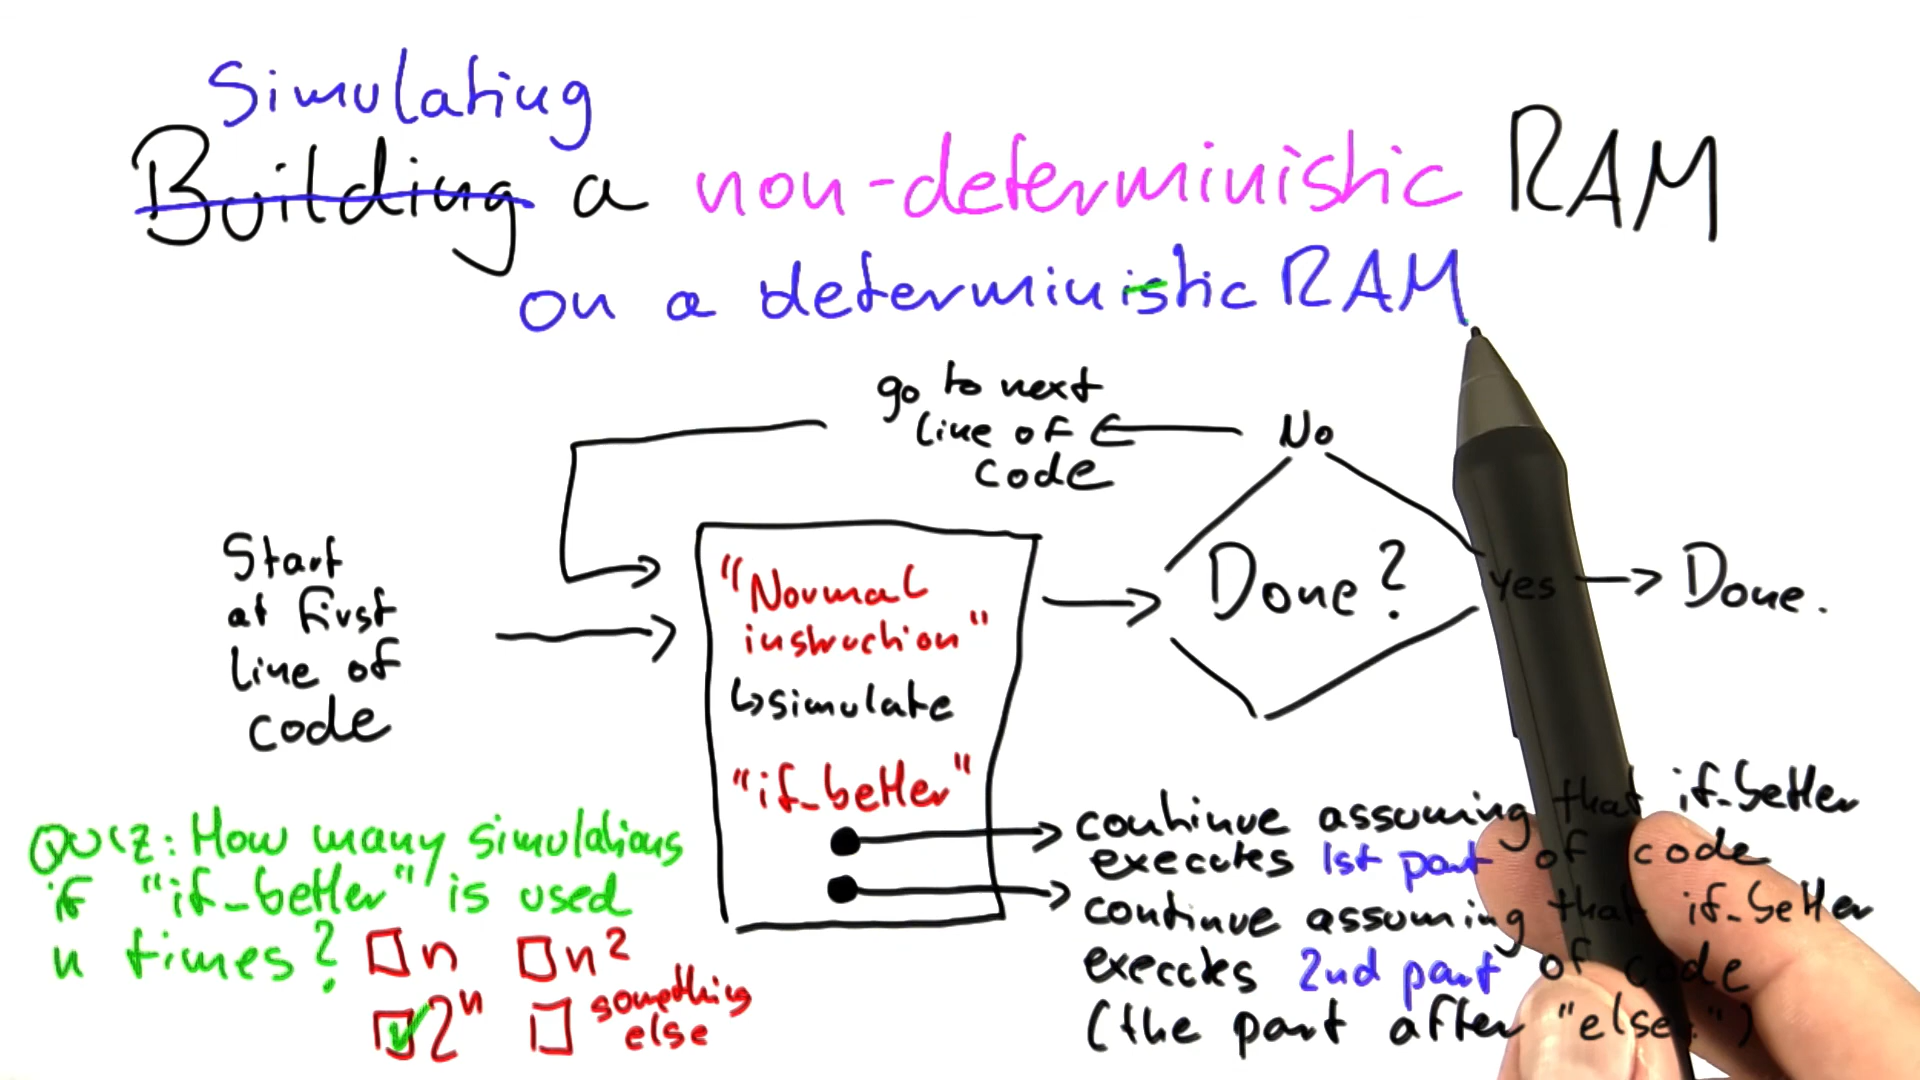 Simulating
Building a non-deterministic RAM
on a deterministic RAM
go to next
line of
code
No
Start
at first
line of
code
"Normal
instruction"
↳simulate
"if_better"
Done?
Yes
Done.
continue assuming that if_better
executes 1st part of code
continue assuming that if_better
executes 2nd part of code
(the part after "else")
QUIZ: How many simulations
if "if_better" is used
n times?
n
n²
2ⁿ
something
else